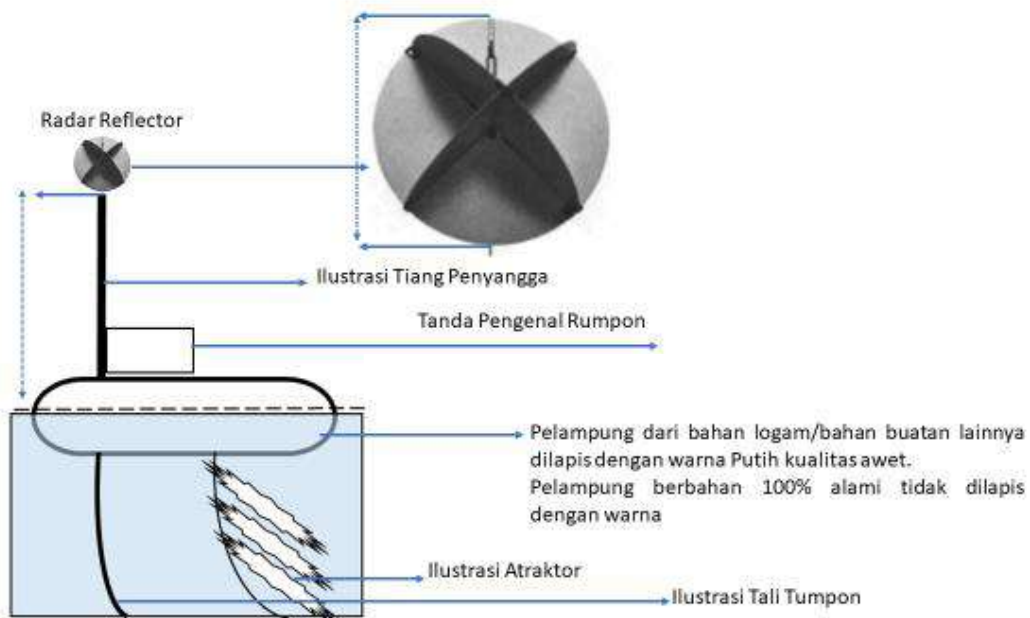 Radar Reflector
Ilustrasi Tiang Penyangga
Tanda Pengenal Rumpon
Pelampung dari bahan logam/bahan buatan lainnya
dilapis dengan warna Putih kualitas awet.
Pelampung berbahan 100% alami tidak dilapis
dengan warna
Ilustrasi Atraktor
Ilustrasi Tali Tumpon